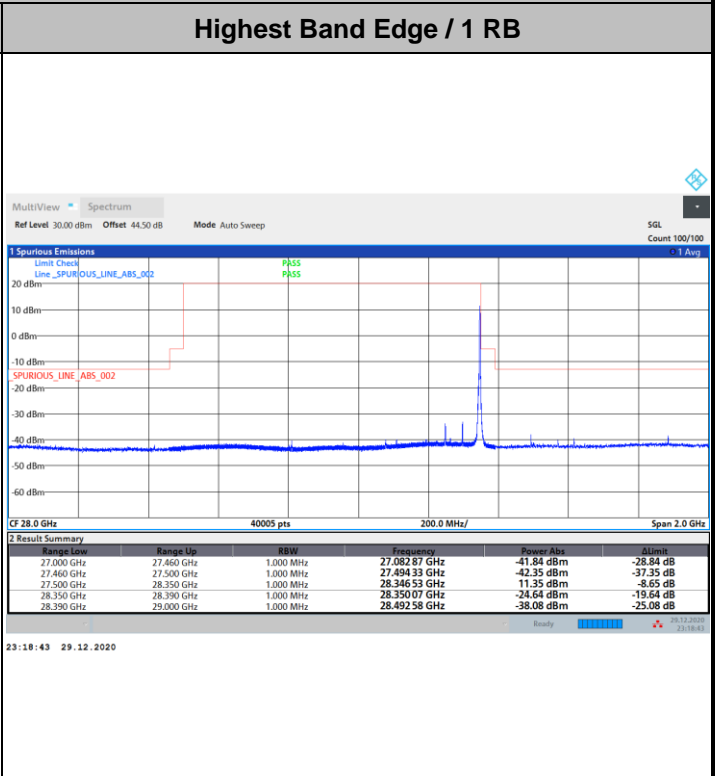 Highest Band Edge / 1 RB
MultiView Spectrum
Ref Level 30.00 dBm Offset 44.50 dB Mode Auto Sweep SGL
Count 100/100
1 Spurious Emissions 1 Avg
Limit Check PASS
Line _SPURIOUS_LINE_ABS_002 PASS
20 dBm
10 dBm
0 dBm
-10 dBm
_SPURIOUS_LINE_ABS_002
-20 dBm
-30 dBm
-40 dBm
-50 dBm
-60 dBm
CF 28.0 GHz 40005 pts 200.0 MHz/ Span 2.0 GHz
2 Result Summary
Range Low Range Up RBW Frequency Power Abs ΔLimit
27.000 GHz 27.460 GHz 1.000 MHz 27.082 87 GHz -41.84 dBm -28.84 dB
27.460 GHz 27.500 GHz 1.000 MHz 27.494 33 GHz -42.35 dBm -37.35 dB
27.500 GHz 28.350 GHz 1.000 MHz 28.346 53 GHz 11.35 dBm -8.65 dB
28.350 GHz 28.390 GHz 1.000 MHz 28.350 07 GHz -24.64 dBm -19.64 dB
28.390 GHz 29.000 GHz 1.000 MHz 28.492 58 GHz -38.08 dBm -25.08 dB
Ready 29.12.2020
23:18:43
23:18:43 29.12.2020